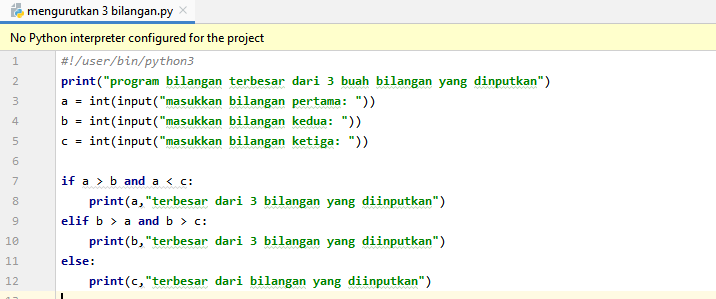 mengurutkan 3 bilangan.py
No Python interpreter configured for the project
1 #!/user/bin/python3
2 print("program bilangan terbesar dari 3 buah bilangan yang dinputkan")
3 a = int(input("masukkan bilangan pertama: "))
4 b = int(input("masukkan bilangan kedua: "))
5 c = int(input("masukkan bilangan ketiga: "))
6
7 if a > b and a < c:
8     print(a,"terbesar dari 3 bilangan yang diinputkan")
9 elif b > a and b > c:
10     print(b,"terbesar dari 3 bilangan yang diinputkan")
11 else:
12     print(c,"terbesar dari bilangan yang diinputkan")
13